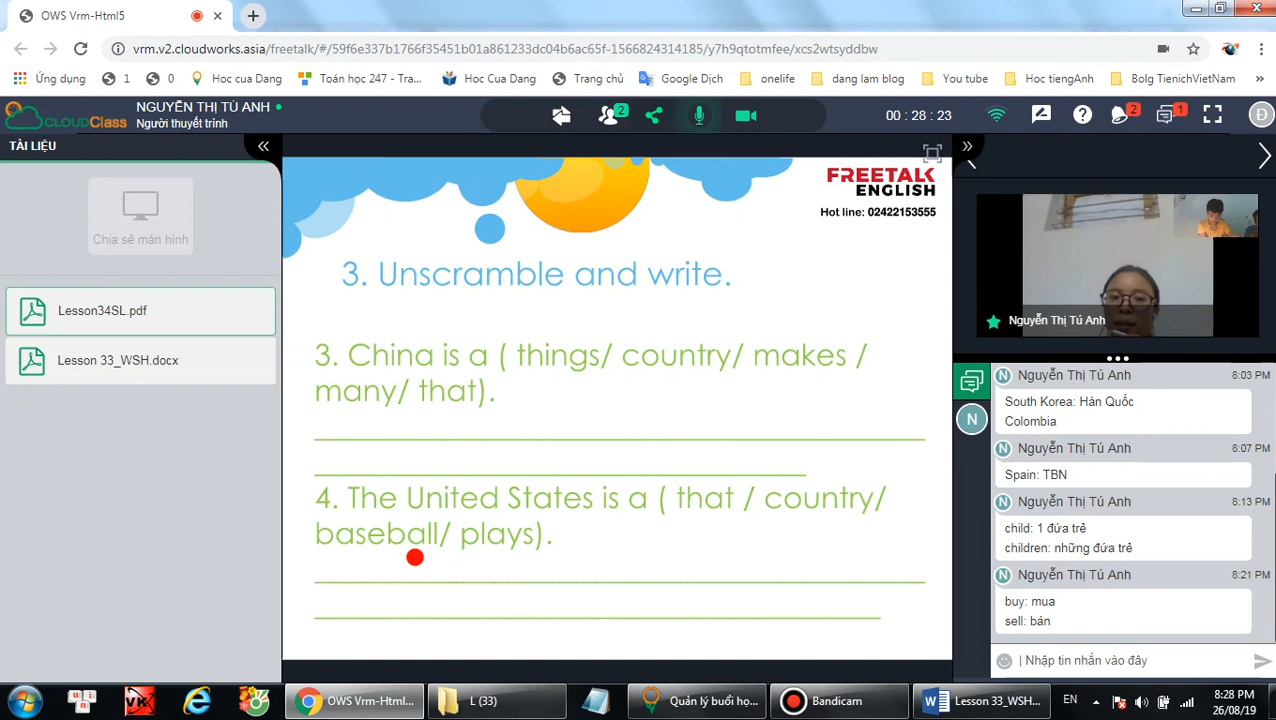 OWS Vrm-Html5
vrm.v2.cloudworks.asia/freetalk/#/59f6e337b1766f35451b01a861233dc04b6ac65f-1566824314185/y7h9qtotmfee/xcs2wtsyddbw
Ứng dụng 1 0 Hoc cua Dang Toán học 247 - Tra... Học Cua Dang Trang chủ Google Dịch onelife dang lam blog You tube Học tiengAnh Bolg TienichVietNam »
CLOUDClass
NGUYỄN THỊ TÚ ANH
Người thuyết trình
2
00 : 28 : 23
2
1
Đ
TÀI LIỆU
Chia sẻ màn hình
Lesson34SL.pdf
Lesson 33_WSH.docx
FREETALK
ENGLISH
Hot line: 02422153555
3. Unscramble and write.
3. China is a ( things/ country/ makes /
many/ that).
4. The United States is a ( that / country/
baseball/ plays).
Nguyễn Thị Tú Anh
N Nguyễn Thị Tú Anh 8:03 PM
South Korea: Hàn Quốc
Colombia
N
N Nguyễn Thị Tú Anh 8:07 PM
Spain: TBN
N Nguyễn Thị Tú Anh 8:13 PM
child: 1 đứa trẻ
children: những đứa trẻ
N Nguyễn Thị Tú Anh 8:21 PM
buy: mua
sell: bán
Nhập tin nhắn vào đây
OWS Vrm-Html...
L (33)
Quản lý buổi họ...
Bandicam
Lesson 33_WSH...
EN
8:28 PM
26/08/19